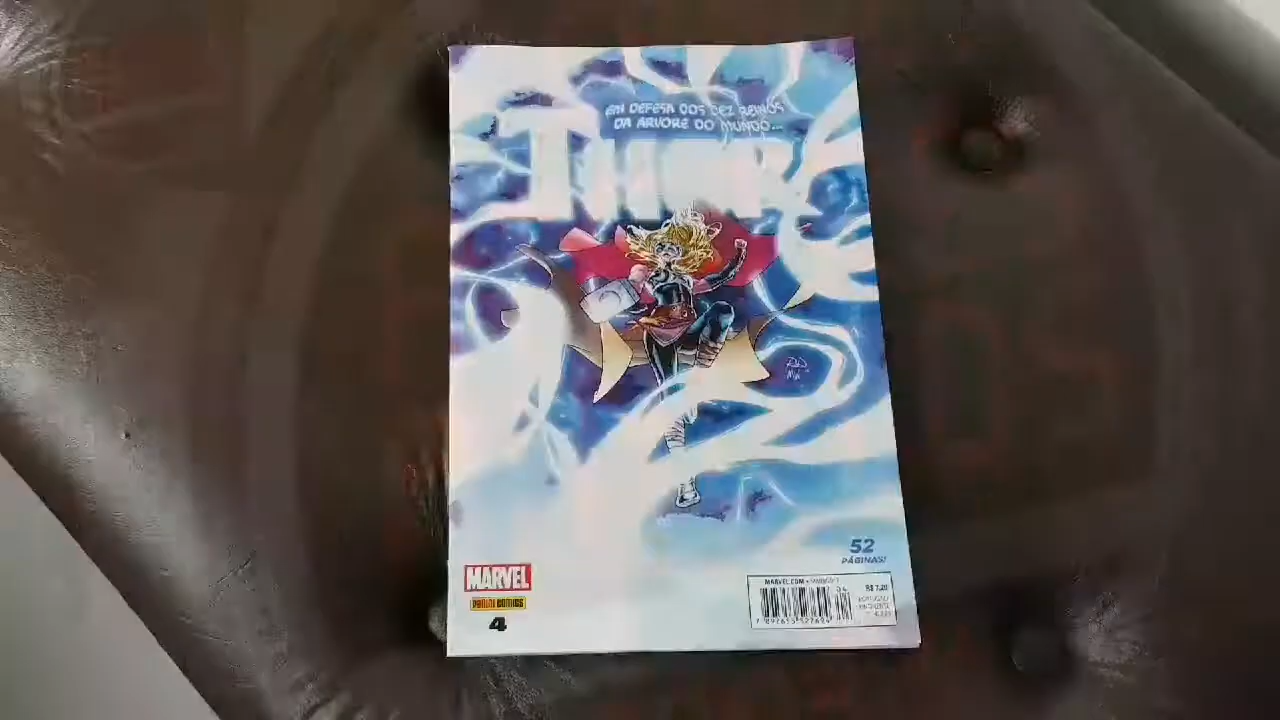 EM DEFESA DOS DEZ REINOS
DA ÁRVORE DO MUNDO...
THOR
52
PÁGINAS!
MARVEL
PANINI COMICS
4
MARVEL.COM
R$ 7,20
04